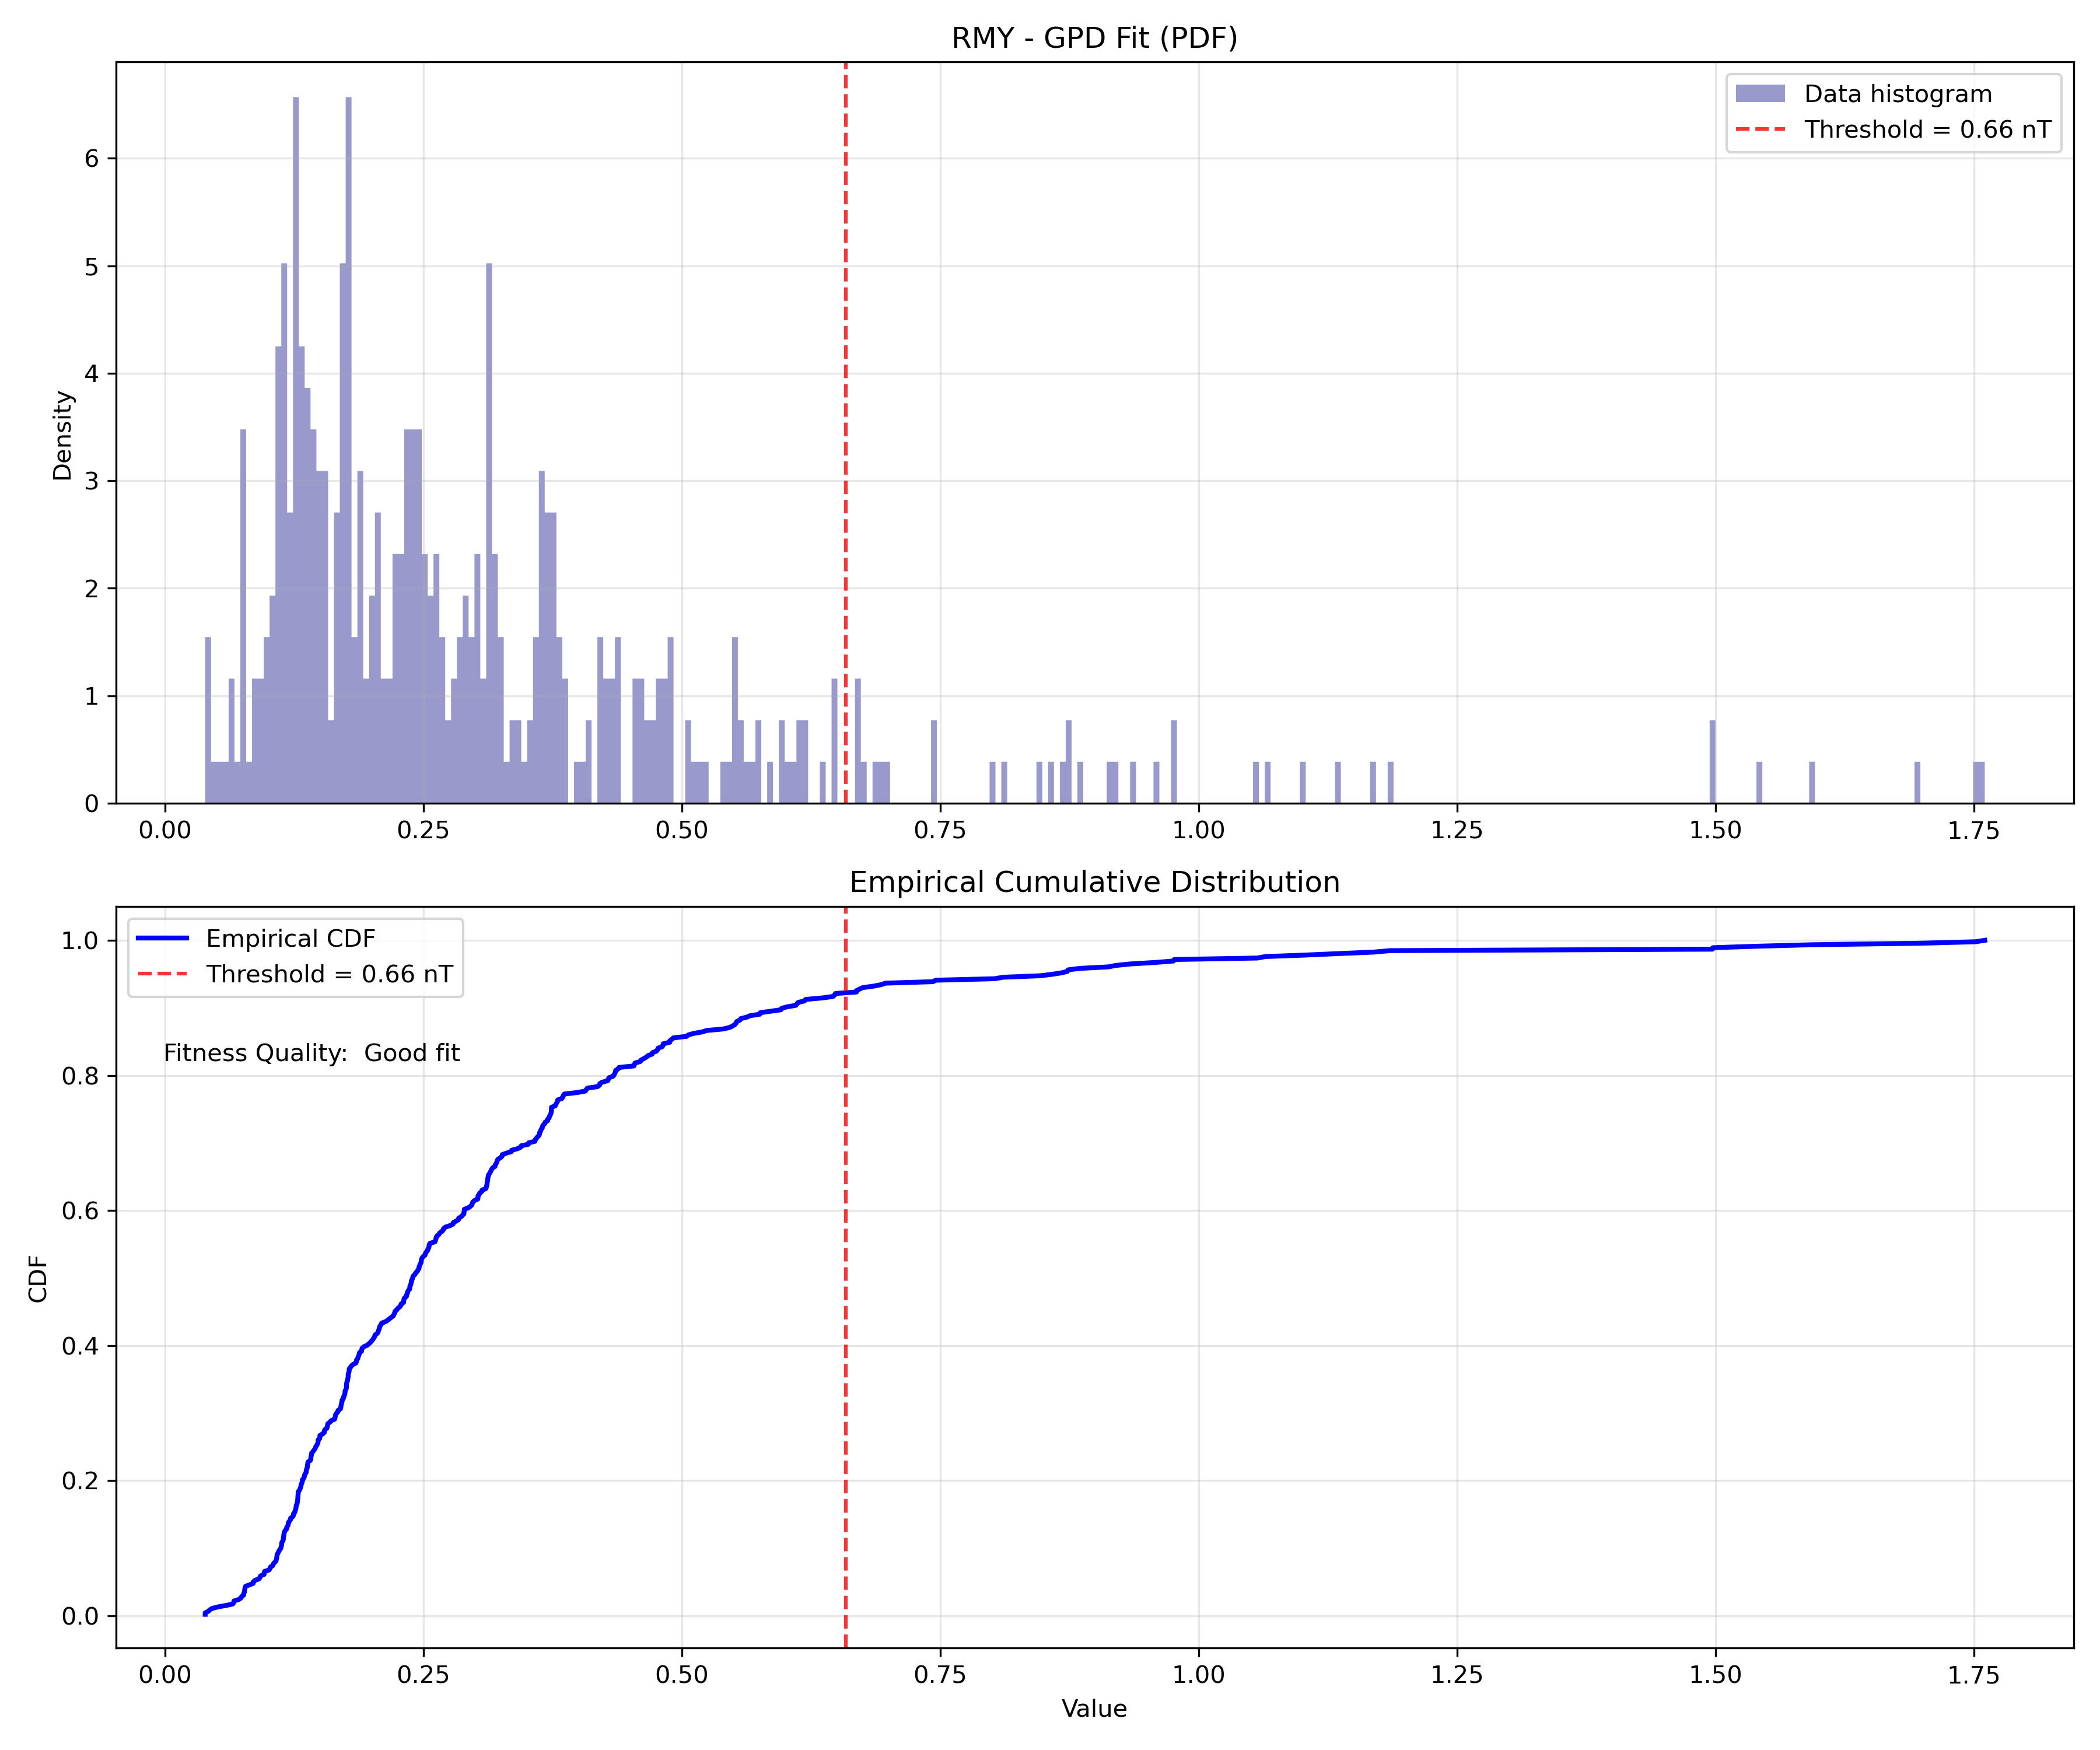 RMY - GPD Fit (PDF)
Data histogram
Threshold = 0.66 nT
Density
6
5
4
3
2
1
0
0.00 0.25 0.50 0.75 1.00 1.25 1.50 1.75
Empirical Cumulative Distribution
Empirical CDF
Threshold = 0.66 nT
Fitness Quality:  Good fit
CDF
1.0
0.8
0.6
0.4
0.2
0.0
0.00 0.25 0.50 0.75 1.00 1.25 1.50 1.75
Value